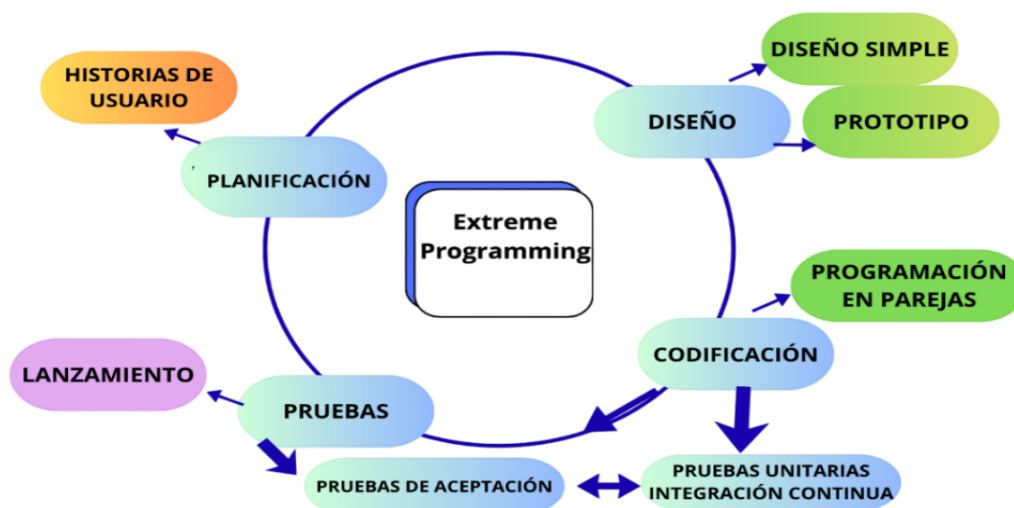 HISTORIAS DE
USUARIO
PLANIFICACIÓN
DISEÑO SIMPLE
DISEÑO
PROTOTIPO
Extreme
Programming
PROGRAMACIÓN
EN PAREJAS
CODIFICACIÓN
LANZAMIENTO
PRUEBAS
PRUEBAS DE ACEPTACIÓN
PRUEBAS UNITARIAS
INTEGRACIÓN CONTINUA